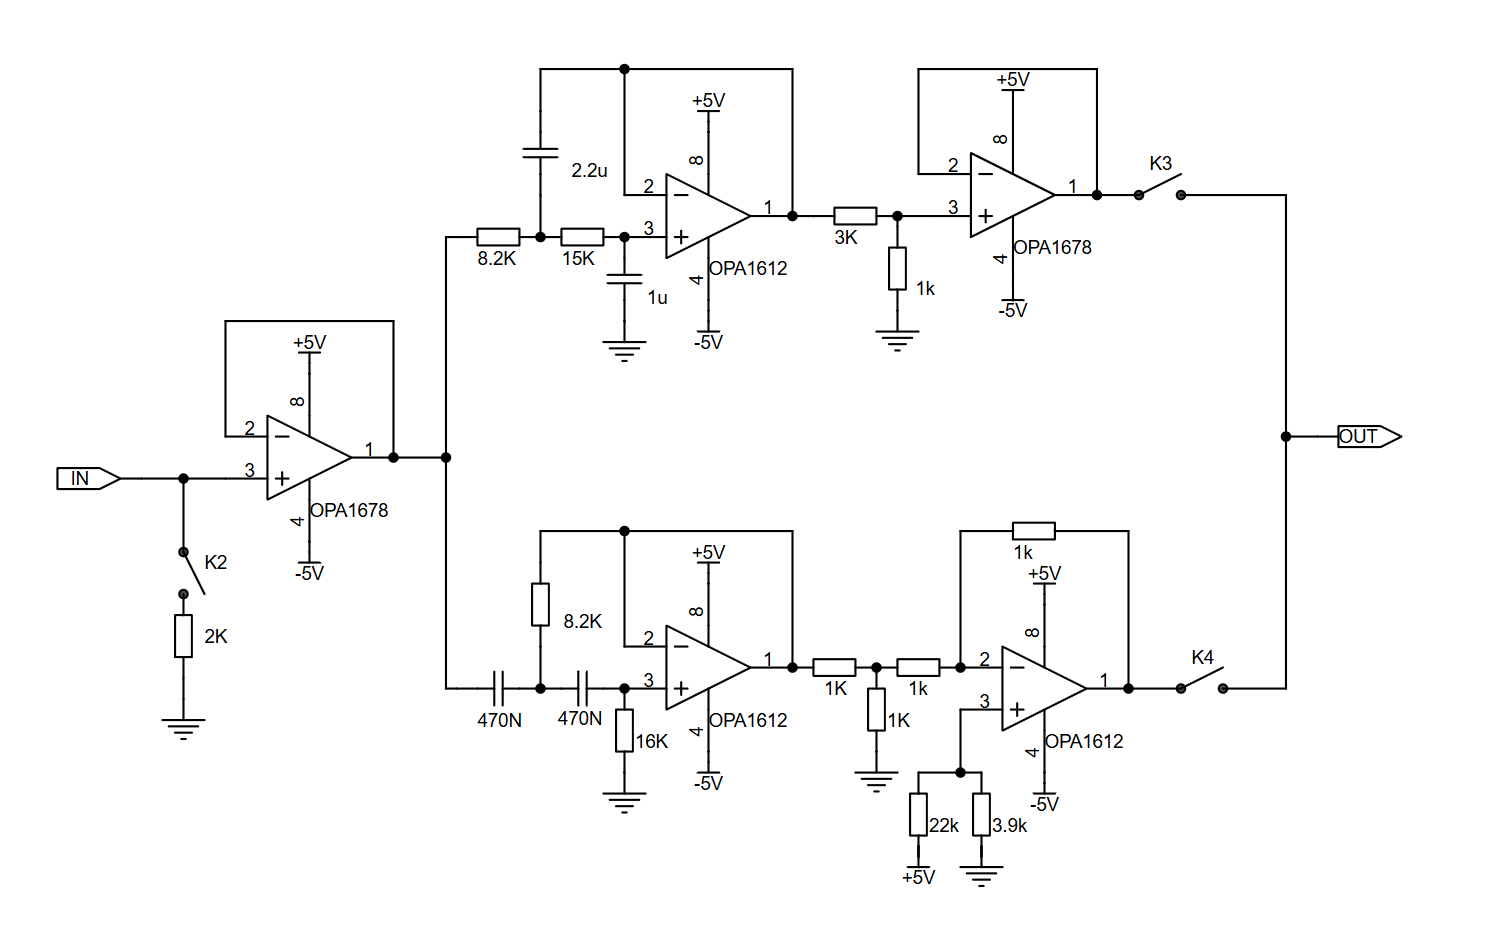 +5V
8
2.2u
2
1
3
8.2K
15K
OPA1612
4
1u
-5V
3K
1k
+5V
8
2
1
3
OPA1678
4
-5V
K3
+5V
8
2
1
IN
3
OPA1678
4
-5V
K2
2K
OUT
+5V
8
8.2K
2
1
3
470N
470N
OPA1612
16K
4
-5V
1K
1k
1K
1k
+5V
8
2
1
3
OPA1612
4
-5V
K4
22k
3.9k
+5V